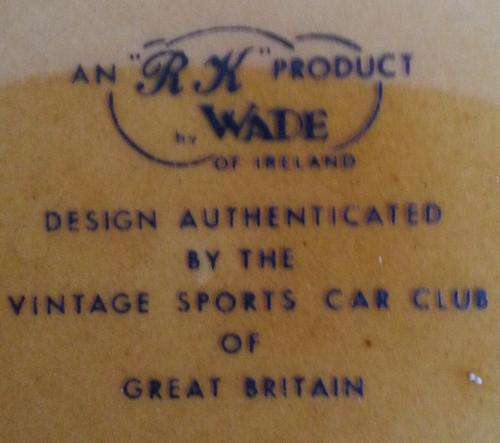 AN "RK" PRODUCT
by WADE
OF IRELAND
DESIGN AUTHENTICATED
BY THE
VINTAGE SPORTS CAR CLUB
OF
GREAT BRITAIN